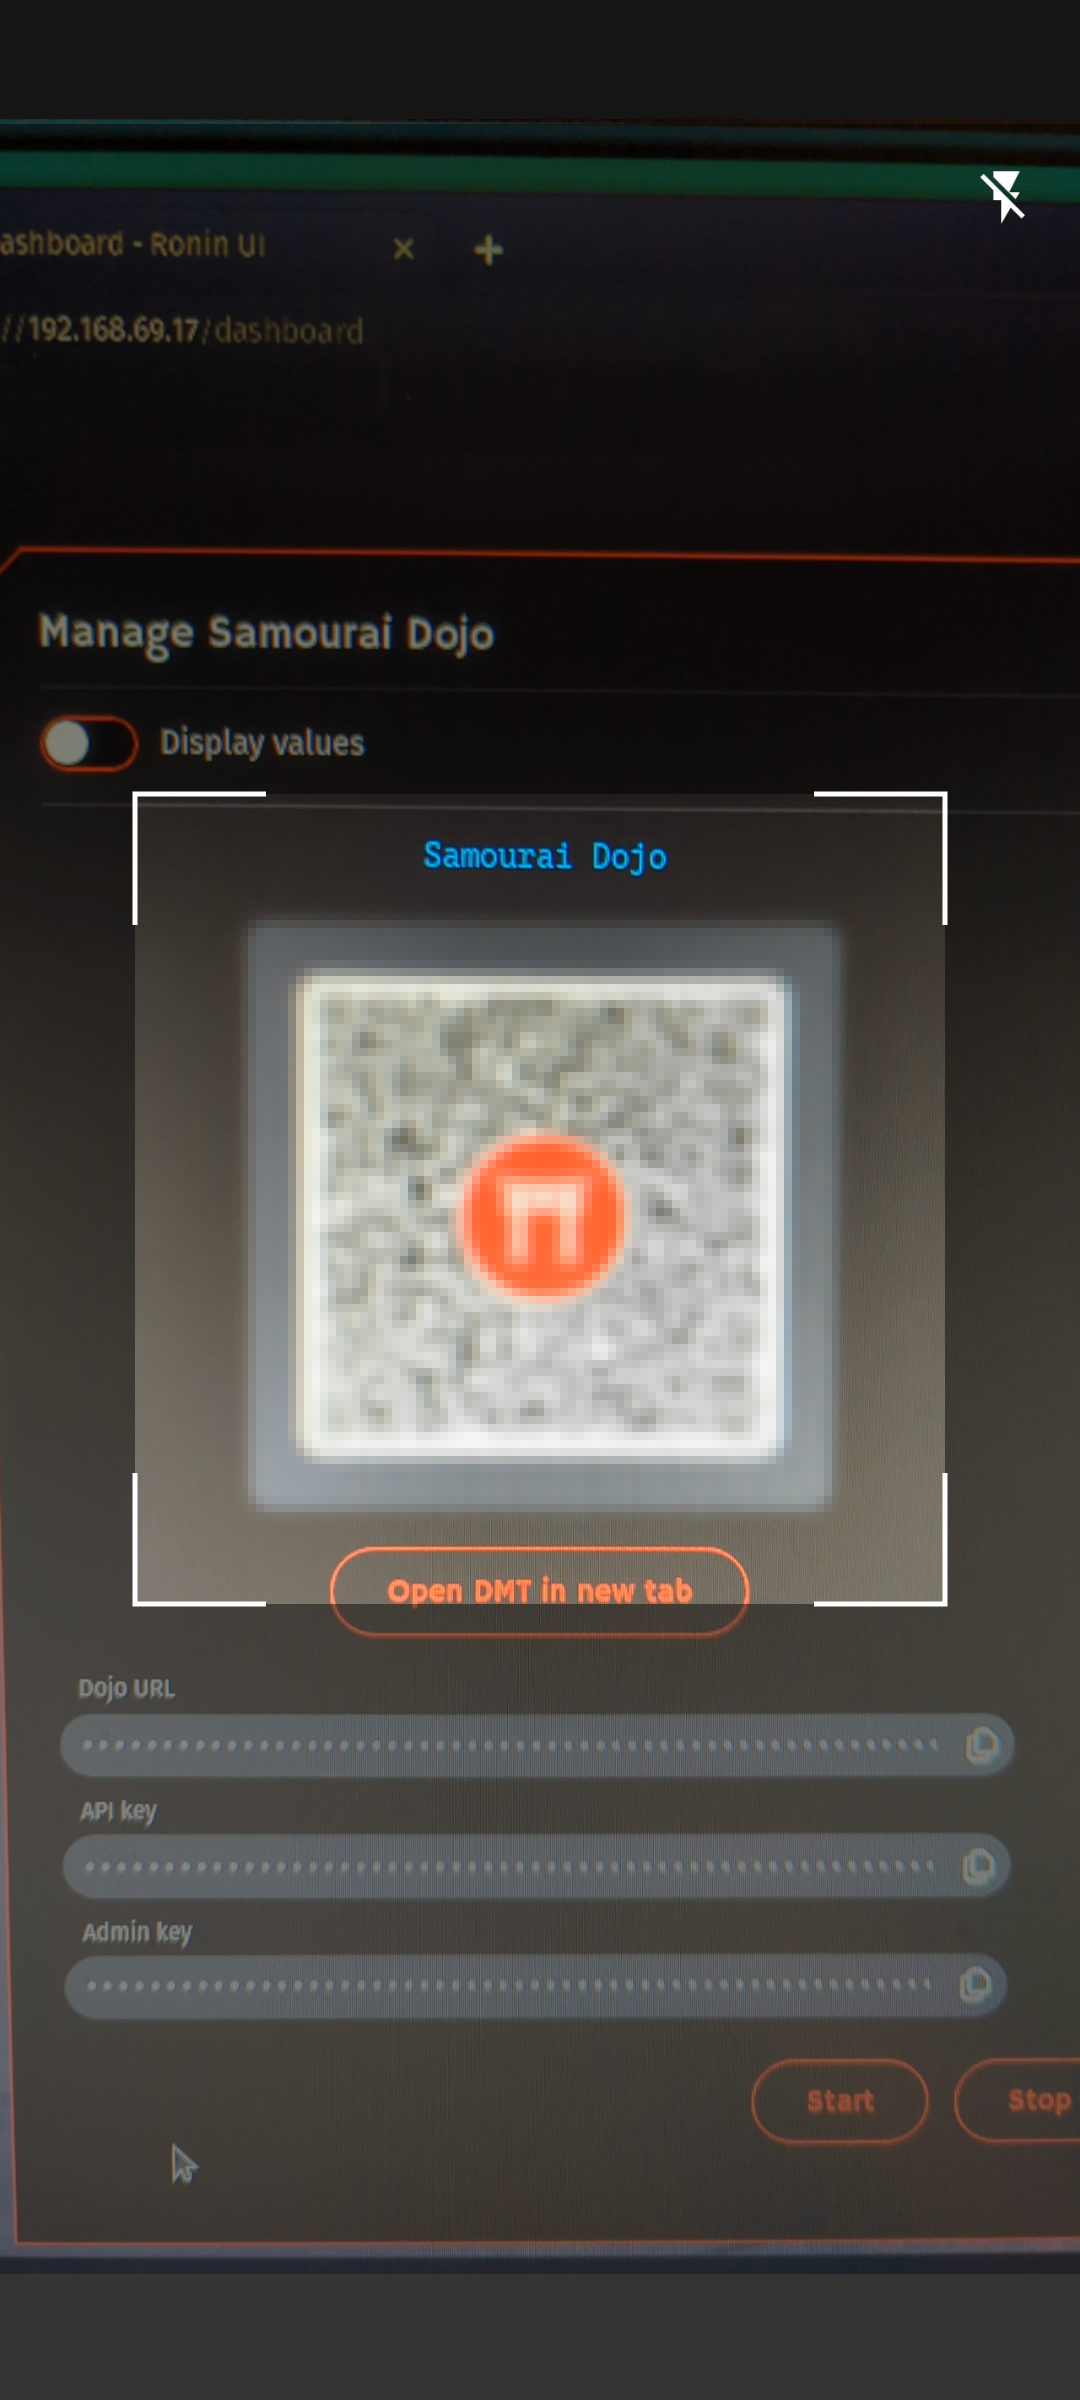 ashboard - Ronin UI
//192.168.69.17/dashboard
Manage Samourai Dojo
Display values
Samourai Dojo
Open DMT in new tab
Dojo URL
API key
Admin key
Start
Stop